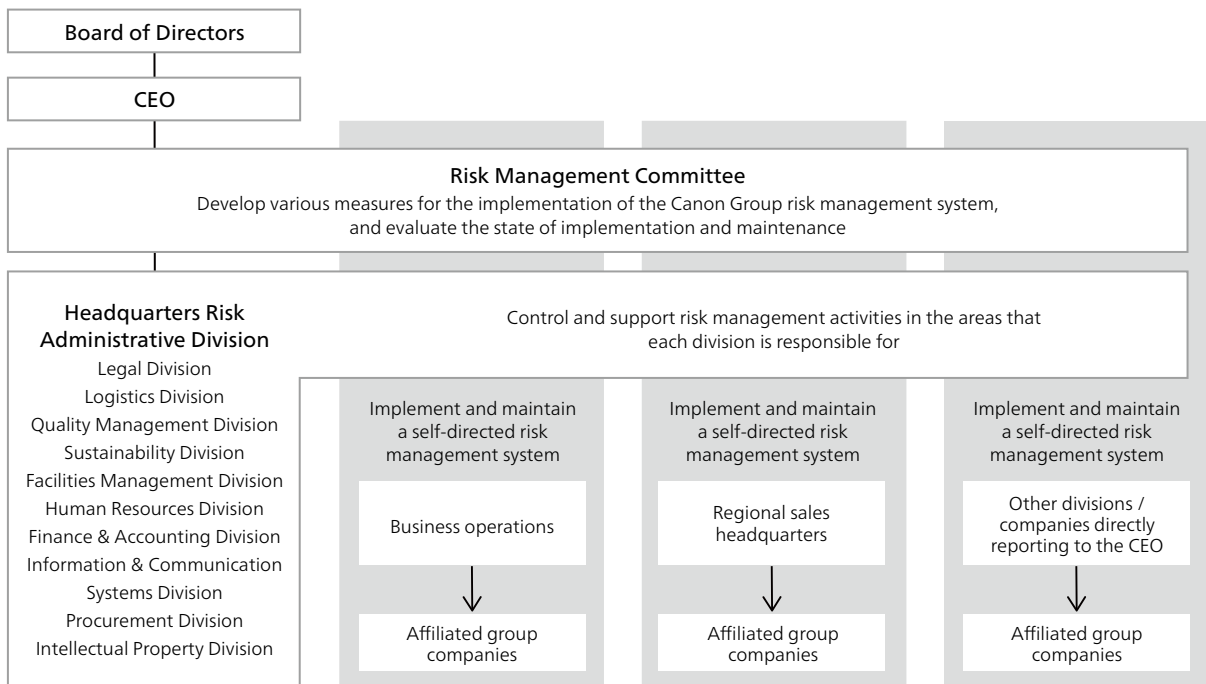 Board of Directors
CEO
Risk Management Committee
Develop various measures for the implementation of the Canon Group risk management system,
and evaluate the state of implementation and maintenance
Headquarters Risk
Administrative Division
Legal Division
Logistics Division
Quality Management Division
Sustainability Division
Facilities Management Division
Human Resources Division
Finance & Accounting Division
Information & Communication
Systems Division
Procurement Division
Intellectual Property Division
Control and support risk management activities in the areas that
each division is responsible for
Implement and maintain
a self-directed risk
management system
Business operations
Affiliated group
companies
Implement and maintain
a self-directed risk
management system
Regional sales
headquarters
Affiliated group
companies
Implement and maintain
a self-directed risk
management system
Other divisions /
companies directly
reporting to the CEO
Affiliated group
companies